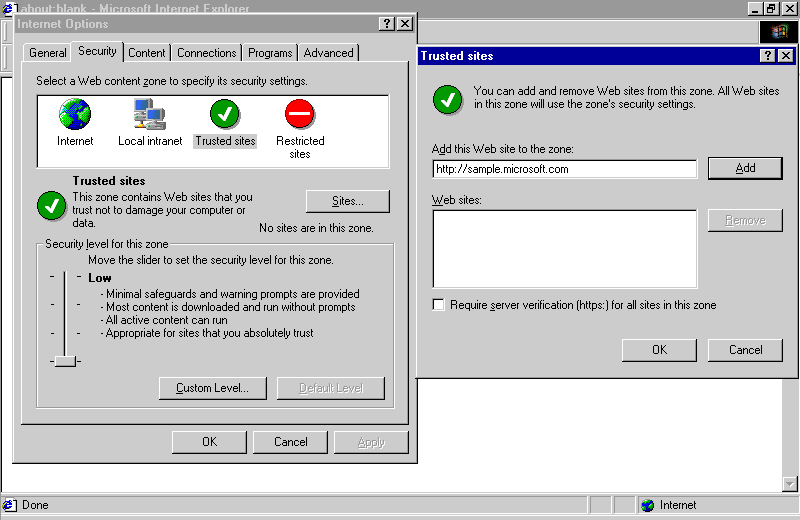 about:blank - Microsoft Internet Explorer
Internet Options
General Security Content Connections Programs Advanced
Select a Web content zone to specify its security settings.
Internet
Local intranet
Trusted sites
Restricted
sites
Trusted sites
This zone contains Web sites that you
trust not to damage your computer or
data.
Sites...
No sites are in this zone.
Security level for this zone
Move the slider to set the security level for this zone.
Low
- Minimal safeguards and warning prompts are provided
- Most content is downloaded and run without prompts
- All active content can run
- Appropriate for sites that you absolutely trust
Custom Level...
Default Level
OK
Cancel
Apply
Trusted sites
You can add and remove Web sites from this zone. All Web sites
in this zone will use the zone's security settings.
Add this Web site to the zone:
http://sample.microsoft.com
Add
Web sites:
Remove
Require server verification (https:) for all sites in this zone
OK
Cancel
Done
Internet